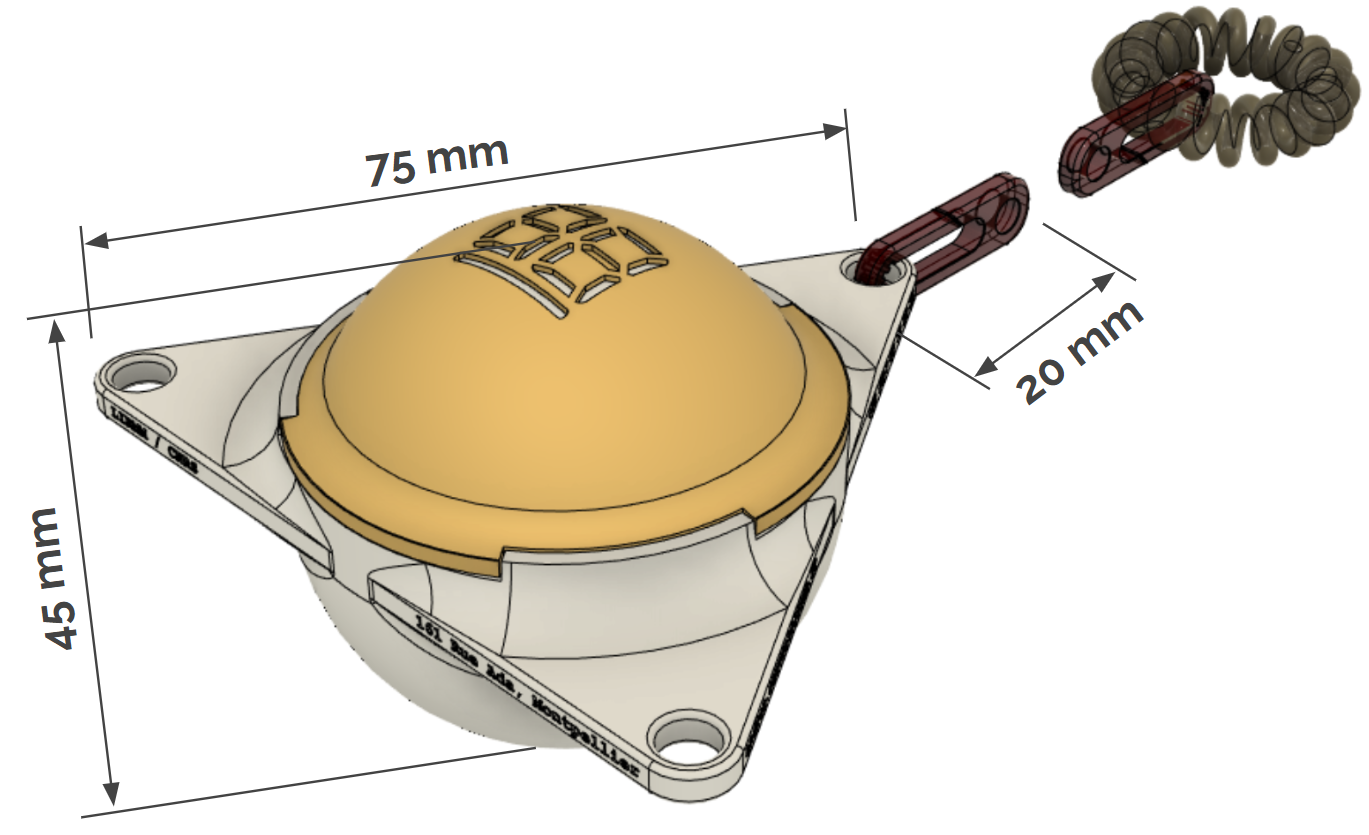 75 mm
20 mm
45 mm
LIRMM / CNRS
161 Rue Ada, Montpellier